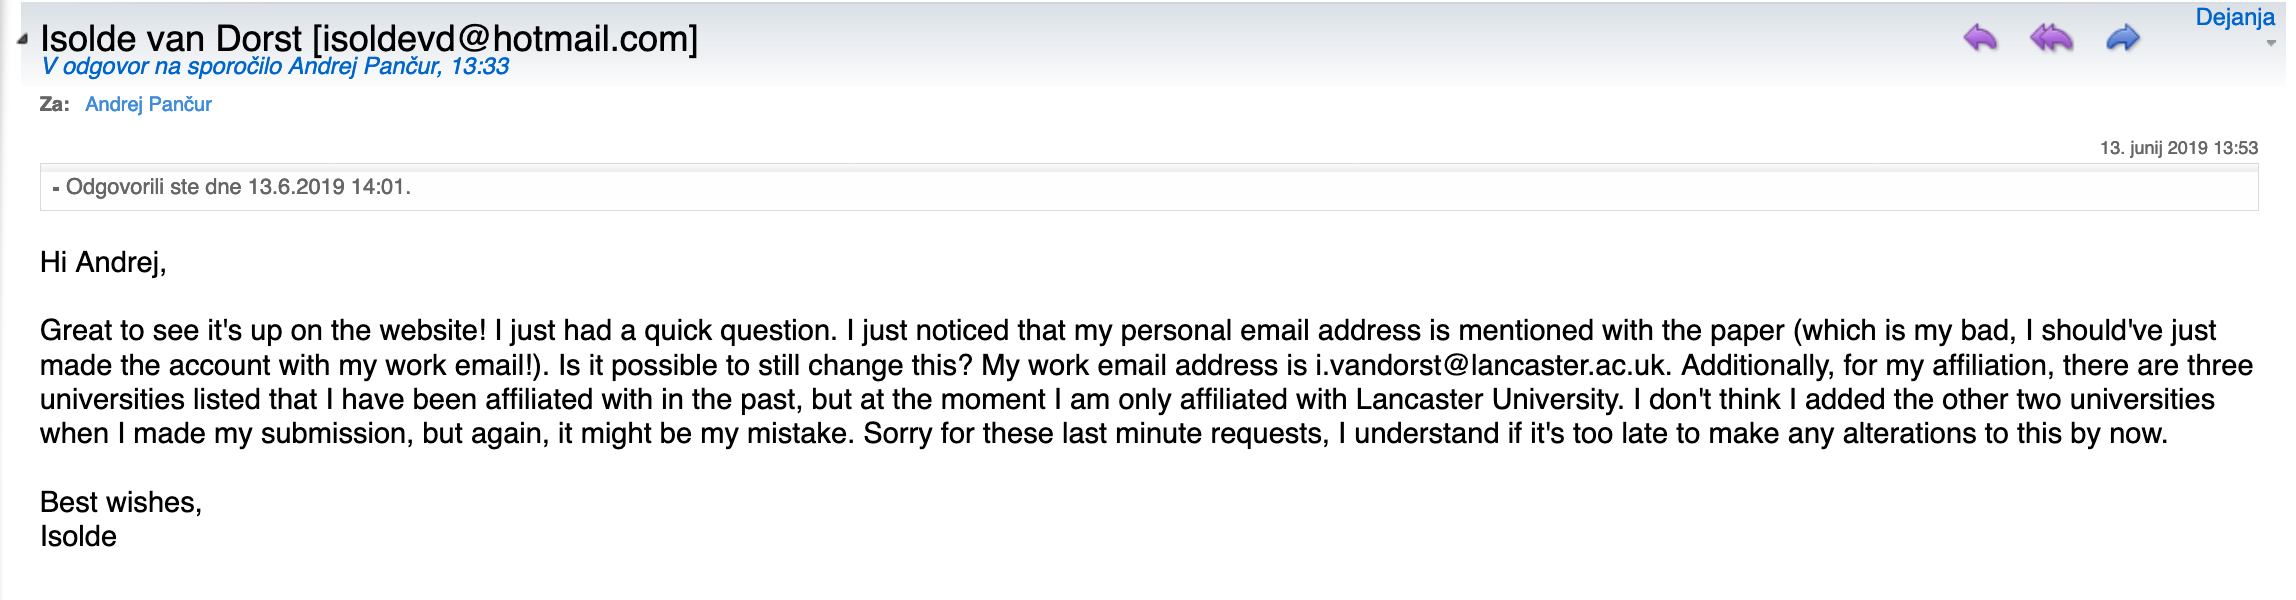 Dejanja
Isolde van Dorst [isoldevd@hotmail.com]
V odgovor na sporočilo Andrej Pančur, 13:33
Za: Andrej Pančur
13. junij 2019 13:53
- Odgovorili ste dne 13.6.2019 14:01.
Hi Andrej,
Great to see it's up on the website! I just had a quick question. I just noticed that my personal email address is mentioned with the paper (which is my bad, I should've just
made the account with my work email!). Is it possible to still change this? My work email address is i.vandorst@lancaster.ac.uk. Additionally, for my affiliation, there are three
universities listed that I have been affiliated with in the past, but at the moment I am only affiliated with Lancaster University. I don't think I added the other two universities
when I made my submission, but again, it might be my mistake. Sorry for these last minute requests, I understand if it's too late to make any alterations to this by now.
Best wishes,
Isolde